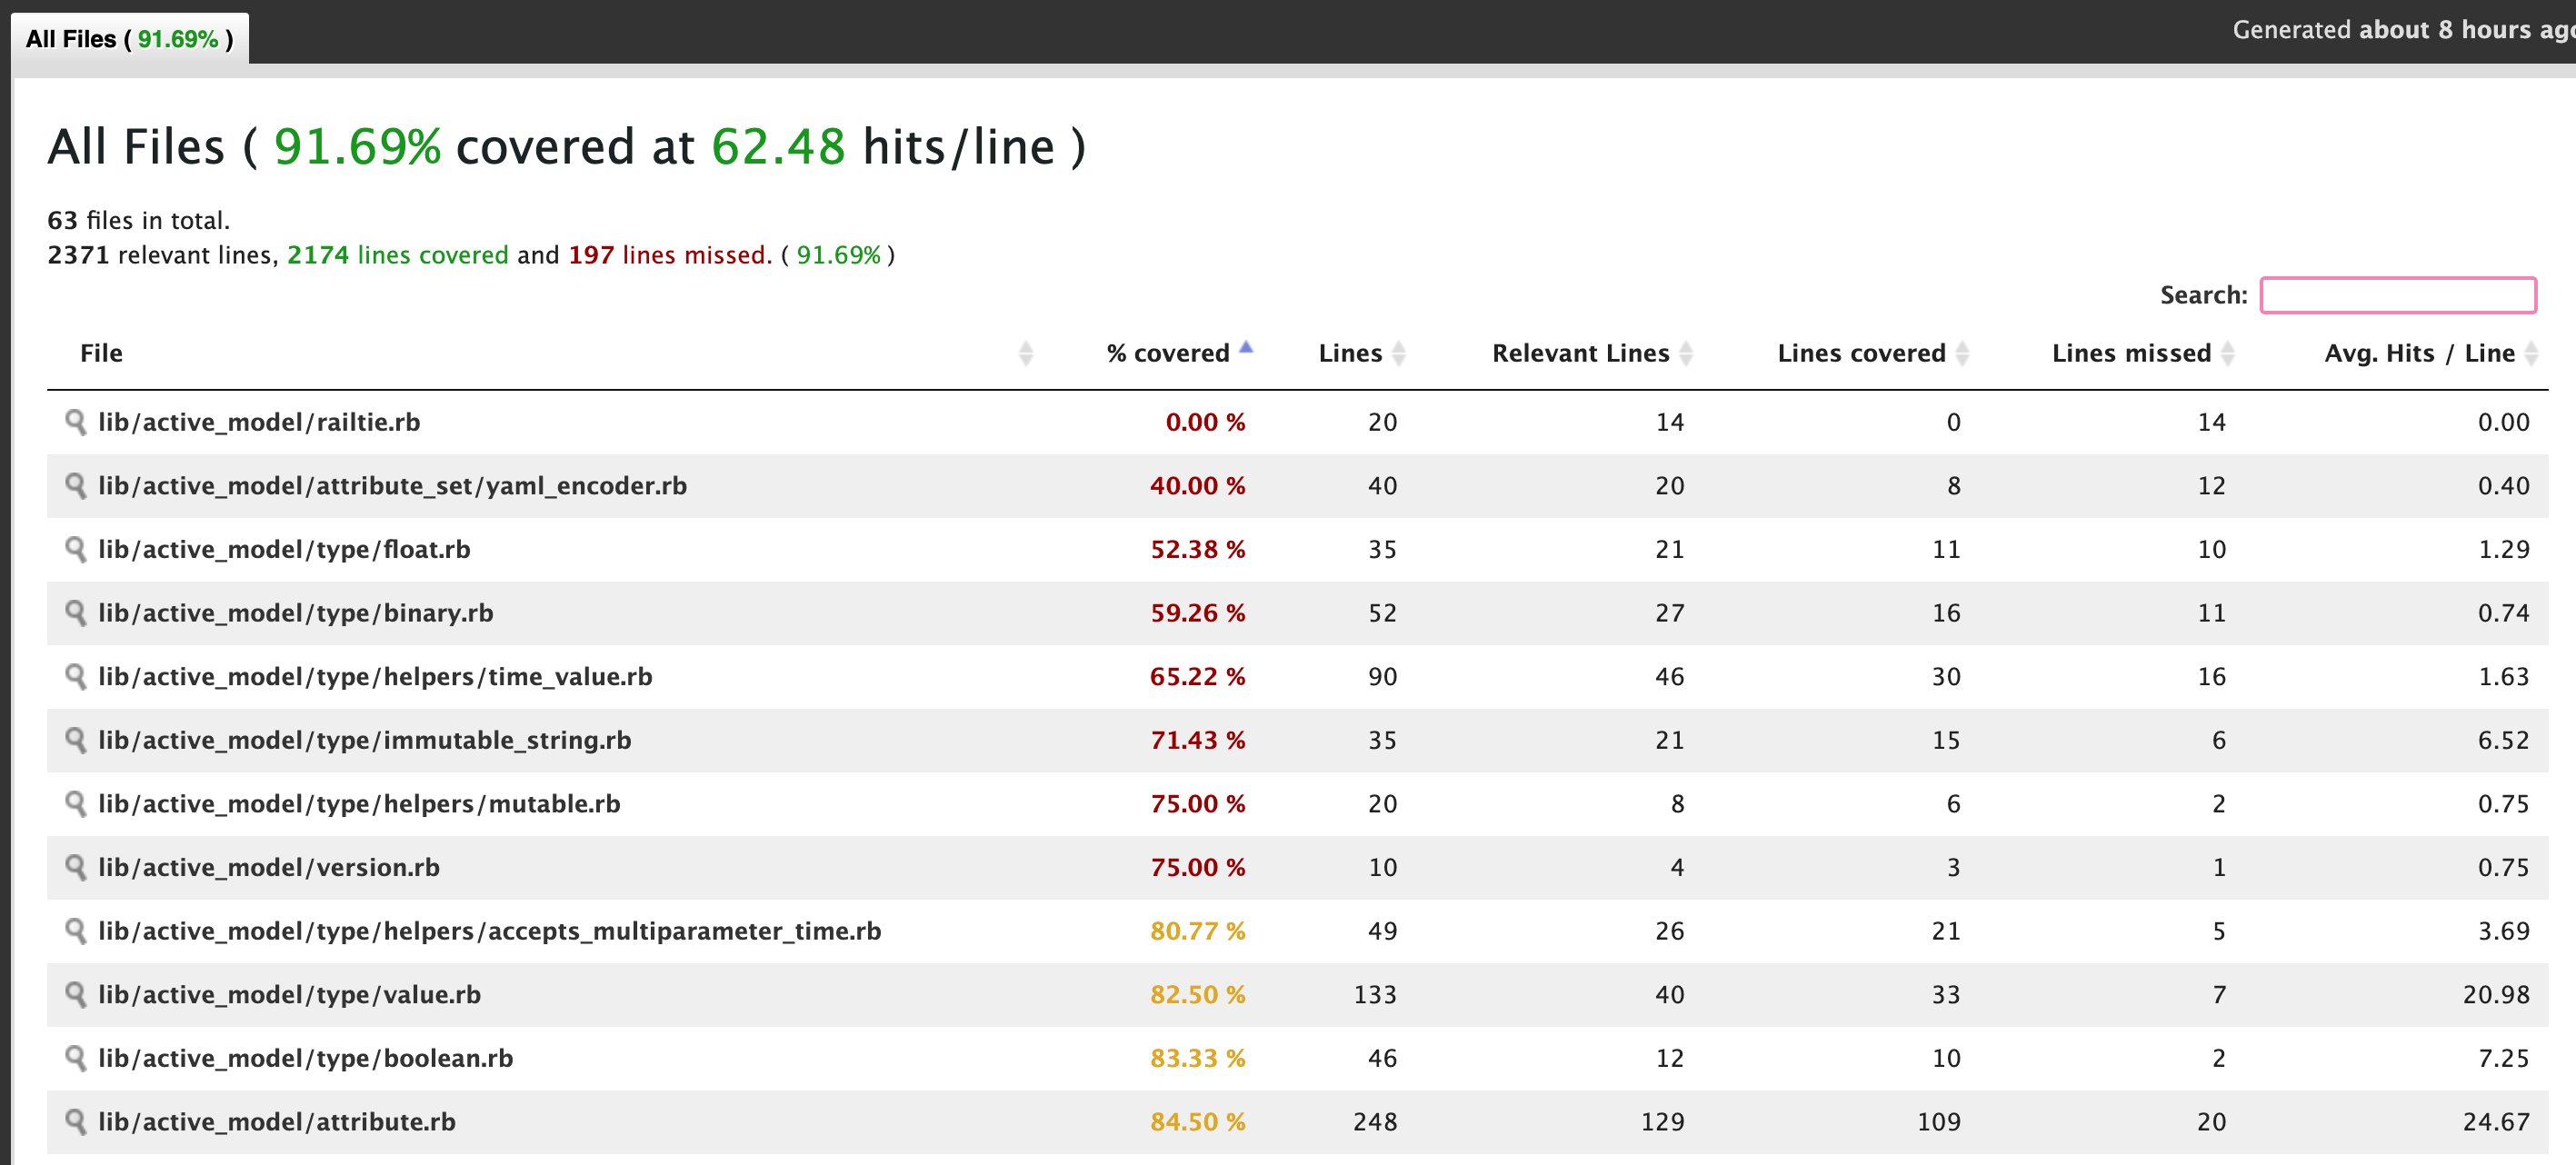 All Files ( 91.69% )
Generated about 8 hours ago
All Files ( 91.69% covered at 62.48 hits/line )
63 files in total.
2371 relevant lines, 2174 lines covered and 197 lines missed. ( 91.69% )
Search:
File % covered Lines Relevant Lines Lines covered Lines missed Avg. Hits / Line
lib/active_model/railtie.rb 0.00 % 20 14 0 14 0.00
lib/active_model/attribute_set/yaml_encoder.rb 40.00 % 40 20 8 12 0.40
lib/active_model/type/float.rb 52.38 % 35 21 11 10 1.29
lib/active_model/type/binary.rb 59.26 % 52 27 16 11 0.74
lib/active_model/type/helpers/time_value.rb 65.22 % 90 46 30 16 1.63
lib/active_model/type/immutable_string.rb 71.43 % 35 21 15 6 6.52
lib/active_model/type/helpers/mutable.rb 75.00 % 20 8 6 2 0.75
lib/active_model/version.rb 75.00 % 10 4 3 1 0.75
lib/active_model/type/helpers/accepts_multiparameter_time.rb 80.77 % 49 26 21 5 3.69
lib/active_model/type/value.rb 82.50 % 133 40 33 7 20.98
lib/active_model/type/boolean.rb 83.33 % 46 12 10 2 7.25
lib/active_model/attribute.rb 84.50 % 248 129 109 20 24.67